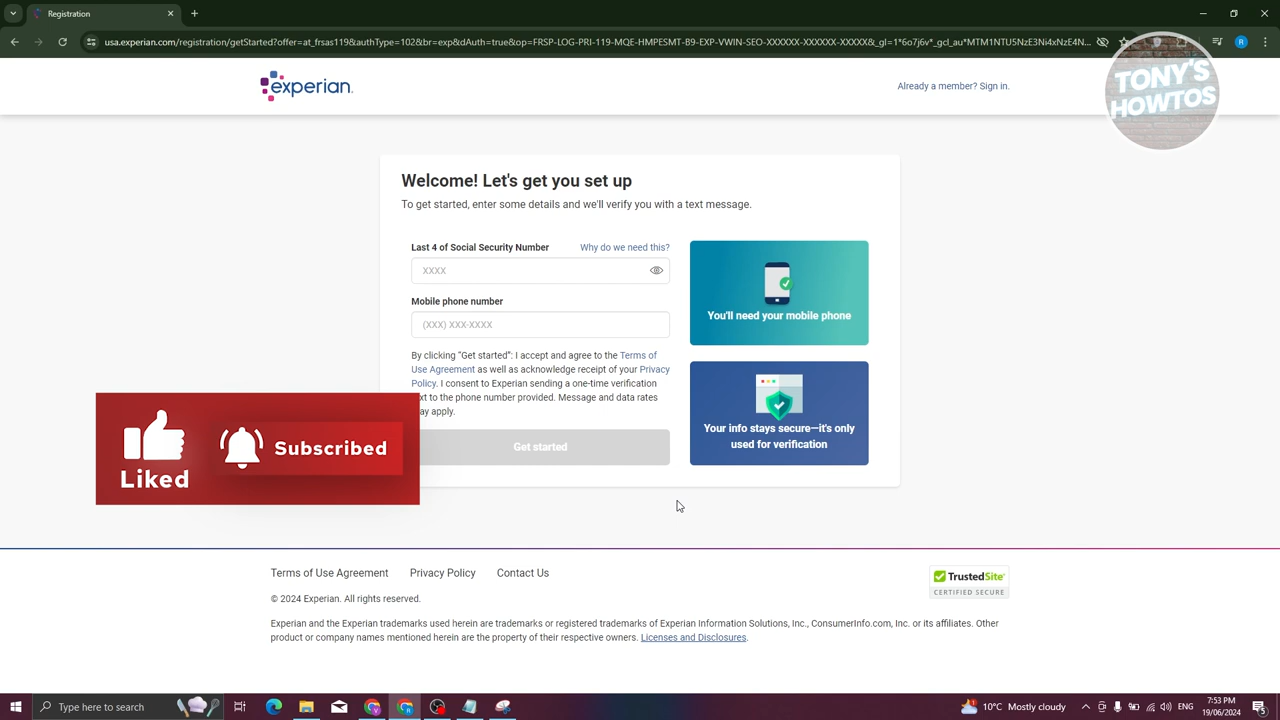 Registration
usa.experian.com/registration/getStarted?offer=at_frsas119&authType=102&br=exp&dAuth=true&op=FRSP-LOG-PRI-119-MQE-HMPESMT-B9-EXP-VWIN-SEO-XXXXXX-XXXXXX-XXXXX&_gl=1*6o7j6v*_gcl_au*MTM1NTU5NzE3Ni4xNzE4N...
R
experian.
Already a member? Sign in.
TONY'S
HOWTOS
Welcome! Let's get you set up
To get started, enter some details and we'll verify you with a text message.
Last 4 of Social Security Number
Why do we need this?
XXXX
Mobile phone number
(XXX) XXX-XXXX
By clicking "Get started": I accept and agree to the Terms of
Use Agreement as well as acknowledge receipt of your Privacy
Policy. I consent to Experian sending a one-time verification
xt to the phone number provided. Message and data rates
ay apply.
Get started
You'll need your mobile phone
Your info stays secure—it's only
used for verification
Liked
Subscribed
Terms of Use Agreement
Privacy Policy
Contact Us
TrustedSite
CERTIFIED SECURE
© 2024 Experian. All rights reserved.
Experian and the Experian trademarks used herein are trademarks or registered trademarks of Experian Information Solutions, Inc., ConsumerInfo.com, Inc. or its affiliates. Other
product or company names mentioned herein are the property of their respective owners. Licenses and Disclosures.
Type here to search
10°C Mostly cloudy
7:53 PM
19/06/2024